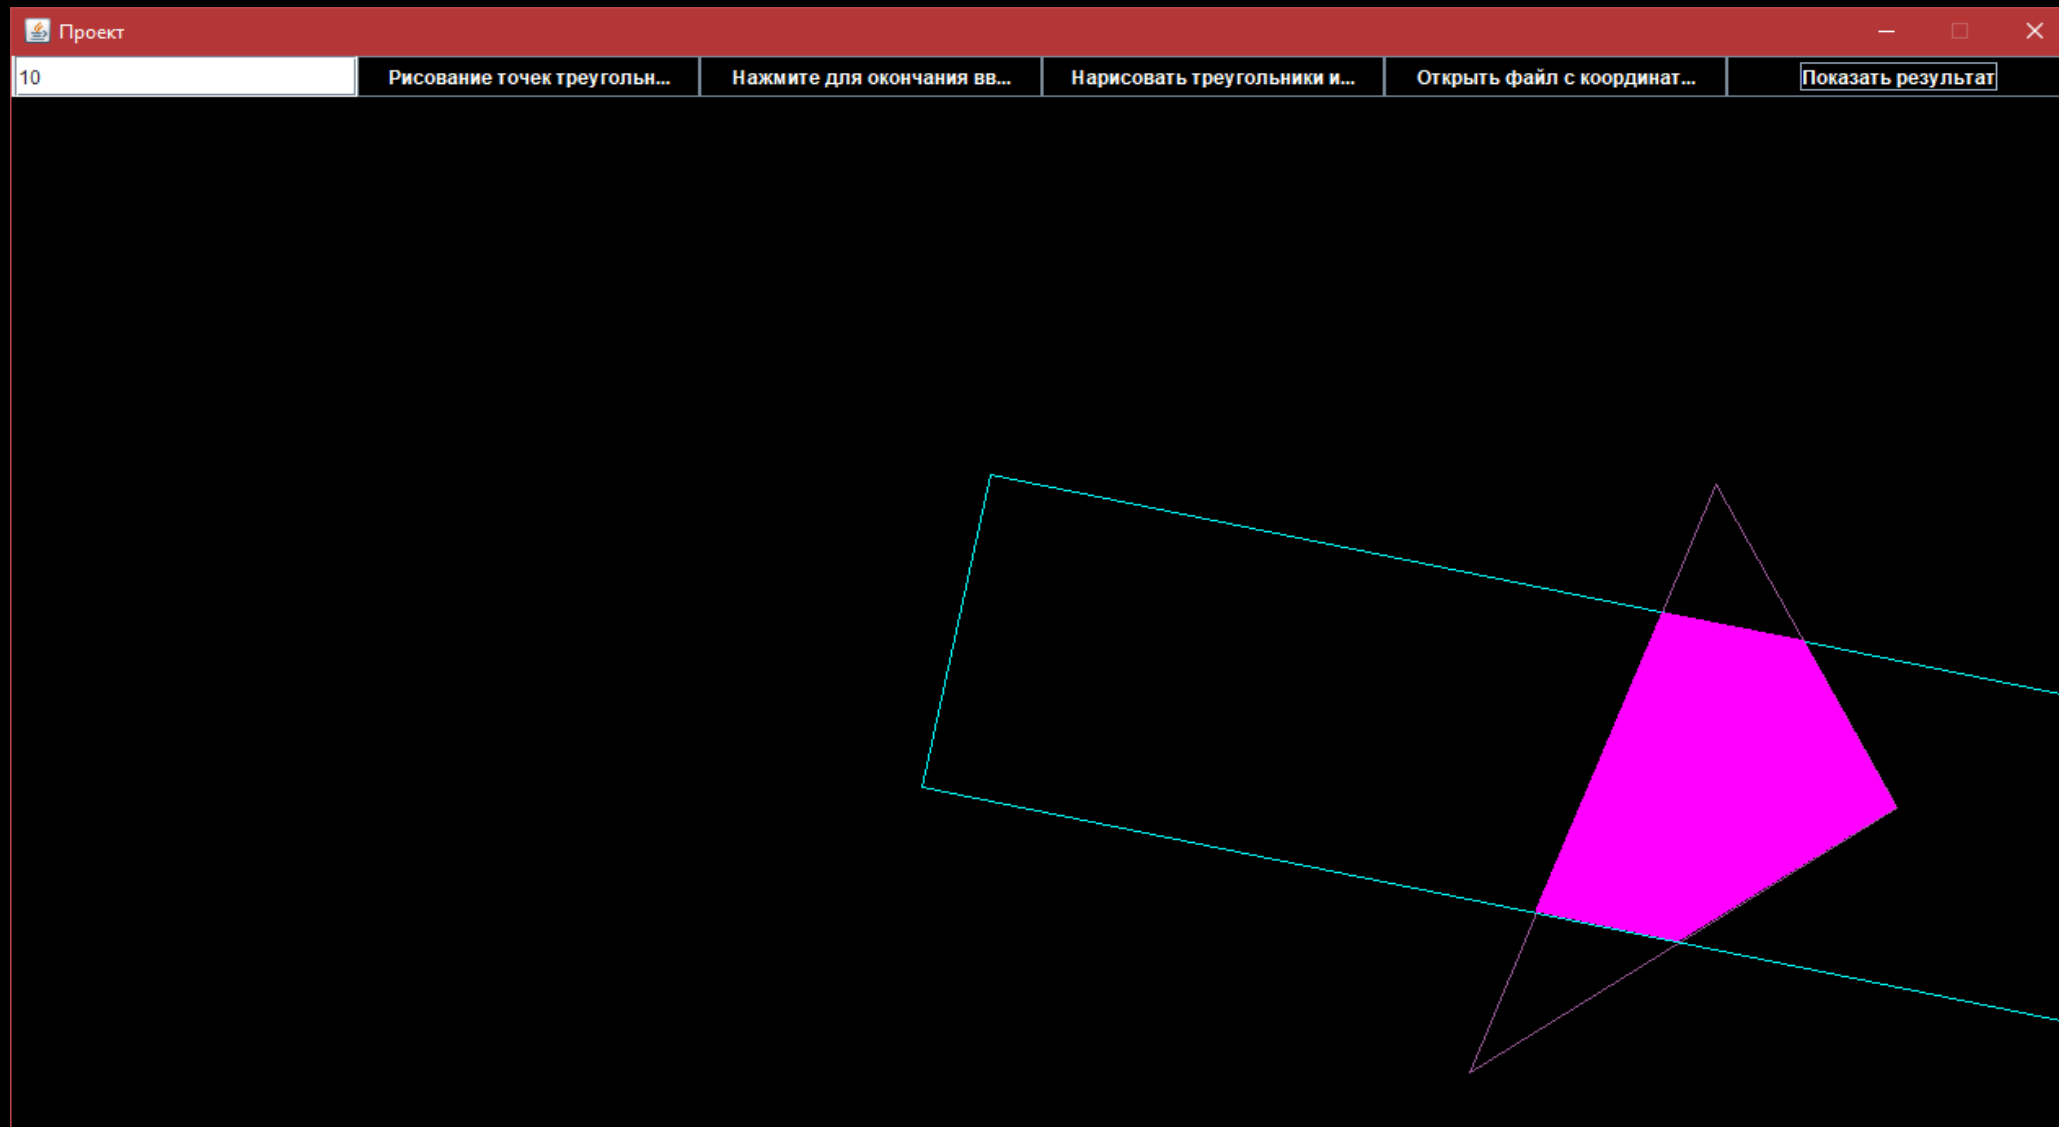 Проект
10
Рисование точек треугольн...
Нажмите для окончания вв...
Нарисовать треугольники и...
Открыть файл с координат...
Показать результат